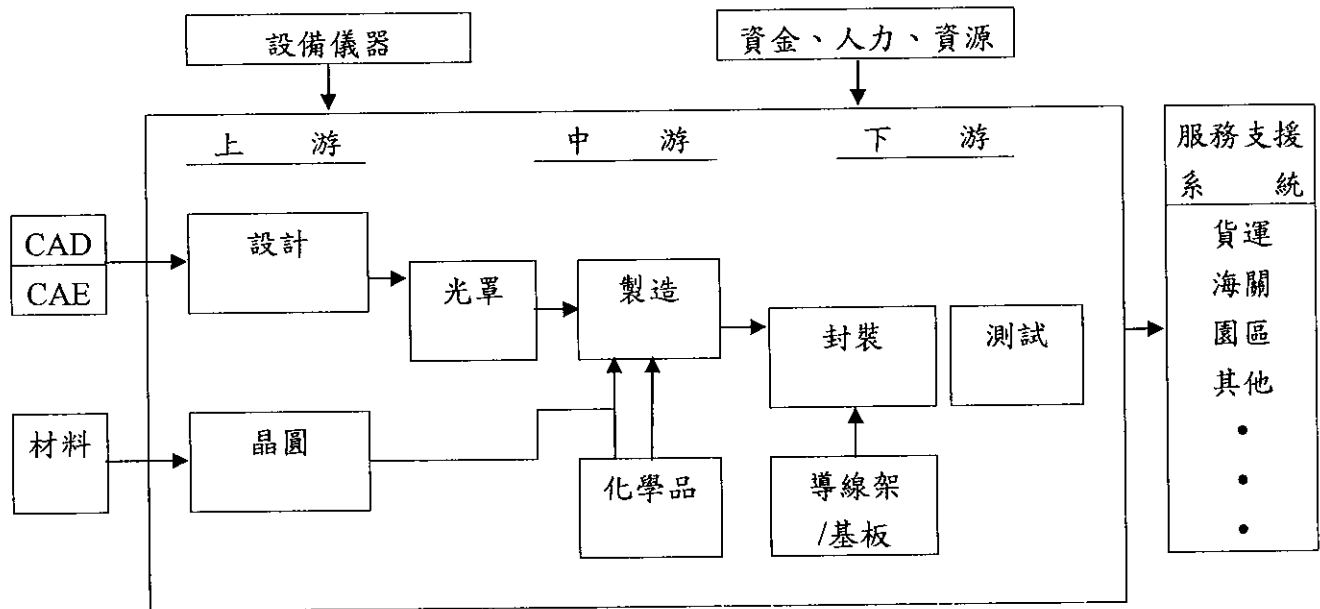 設備儀器
資金、人力、資源
上 游
中 游
下 游
服務支援
系 統
CAD
CAE
設計
光罩
製造
封裝
測試
貨運
海關
園區
其他
材料
晶圓
化學品
導線架
/基板